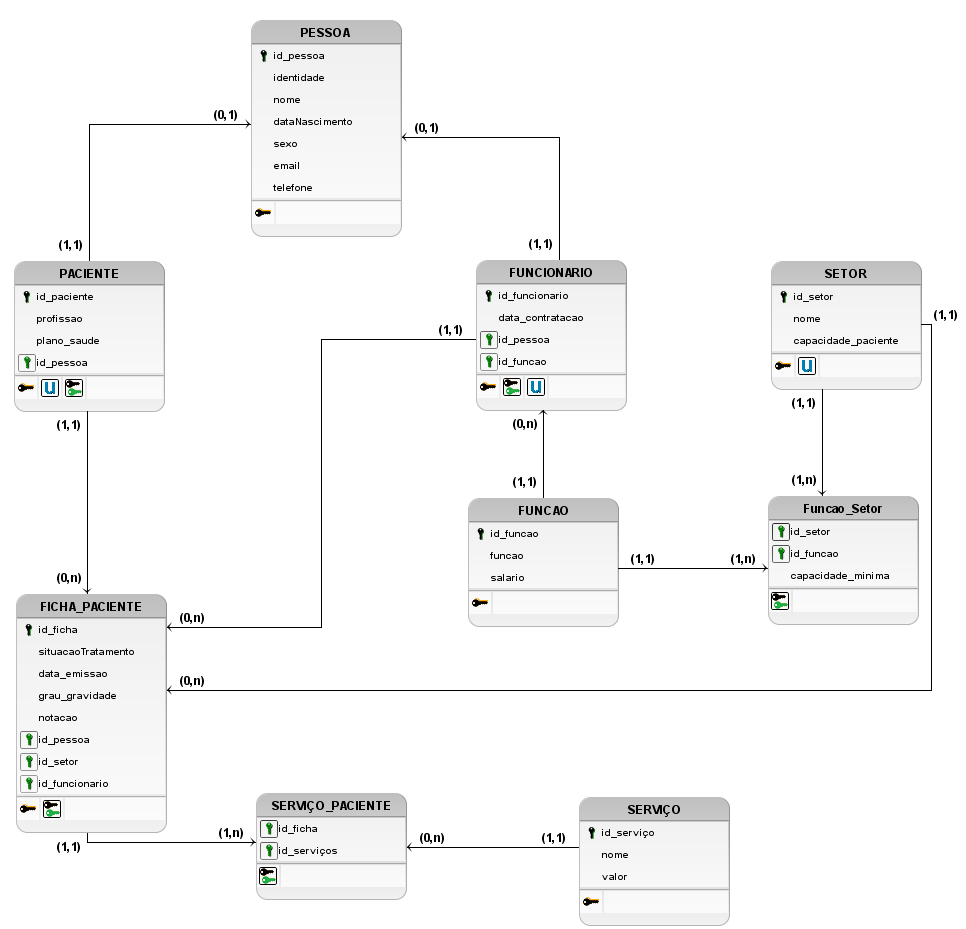 PESSOA
id_pessoa
identidade
nome
dataNascimento
sexo
email
telefone
(0,1)
(0,1)
(1,1)
(1,1)
PACIENTE
id_paciente
profissao
plano_saude
id_pessoa
U
FUNCIONARIO
id_funcionario
data_contratacao
id_pessoa
id_funcao
U
SETOR
id_setor
nome
capacidade_paciente
U
(1,1)
(1,1)
(1,1)
(0,n)
(1,1)
(1,1)
(1,n)
FUNCAO
id_funcao
funcao
salario
(1,1)
(1,n)
Funcao_Setor
id_setor
id_funcao
capacidade_minima
(0,n)
FICHA_PACIENTE
id_ficha
situacaoTratamento
data_emissao
grau_gravidade
notacao
id_pessoa
id_setor
id_funcionario
(0,n)
(0,n)
(1,1)
(1,n)
SERVIÇO_PACIENTE
id_ficha
id_serviços
(0,n)
(1,1)
SERVIÇO
id_serviço
nome
valor